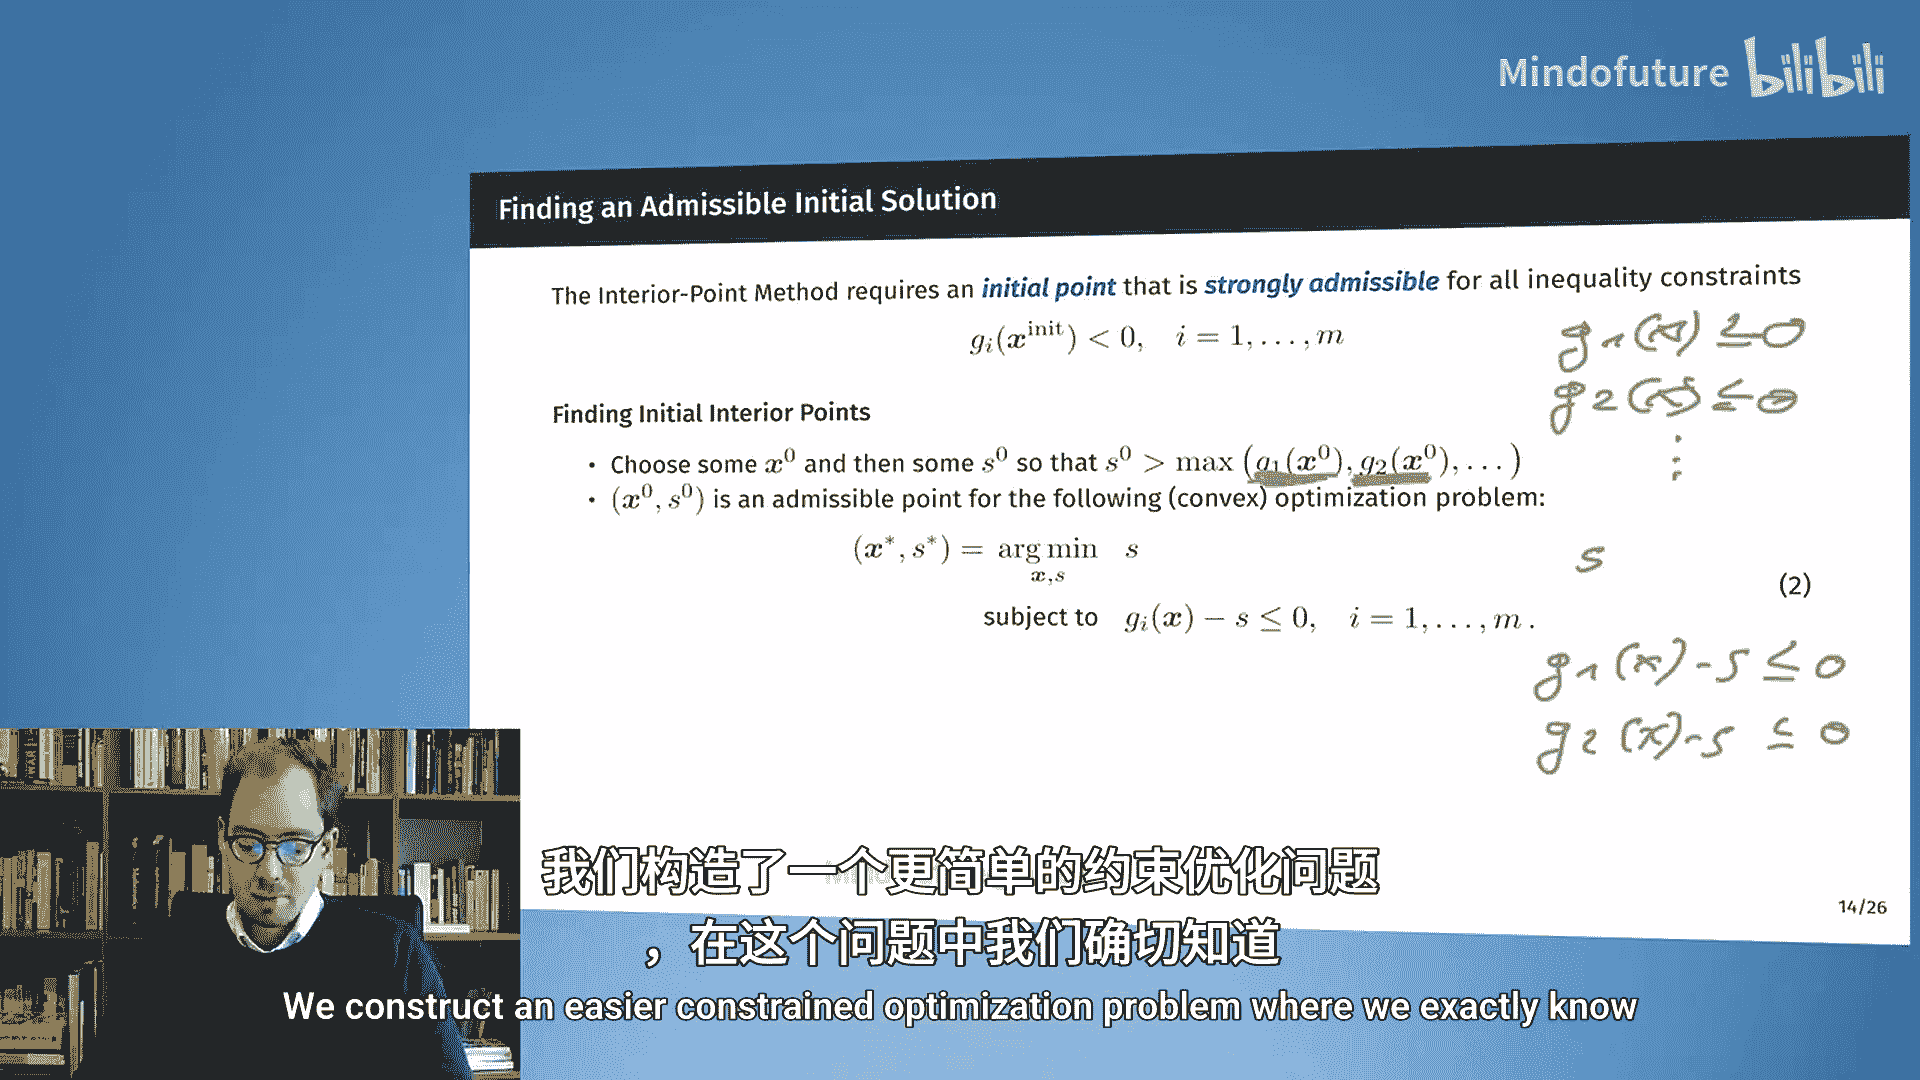 Mindofuture bilibili
Finding an Admissible Initial Solution
The Interior-Point Method requires an initial point that is strongly admissible for all inequality constraints
gᵢ(xⁱⁿⁱᵗ) < 0, i = 1, . . . , m
g₁(x) ≤ 0
g₂(x) ≤ 0
⋮
Finding Initial Interior Points
• Choose some x⁰ and then some s⁰ so that s⁰ > max (g₁(x⁰), g₂(x⁰), . . . )
• (x⁰, s⁰) is an admissible point for the following (convex) optimization problem:
(x*, s*) = arg min s
x,s
s
(2)
subject to gᵢ(x) − s ≤ 0, i = 1, . . . , m .
g₁(x) - s ≤ 0
g₂(x) - s ≤ 0
我们构造了一个更简单的约束优化问题
，在这个问题中我们确切知道
14/26
We construct an easier constrained optimization problem where we exactly know